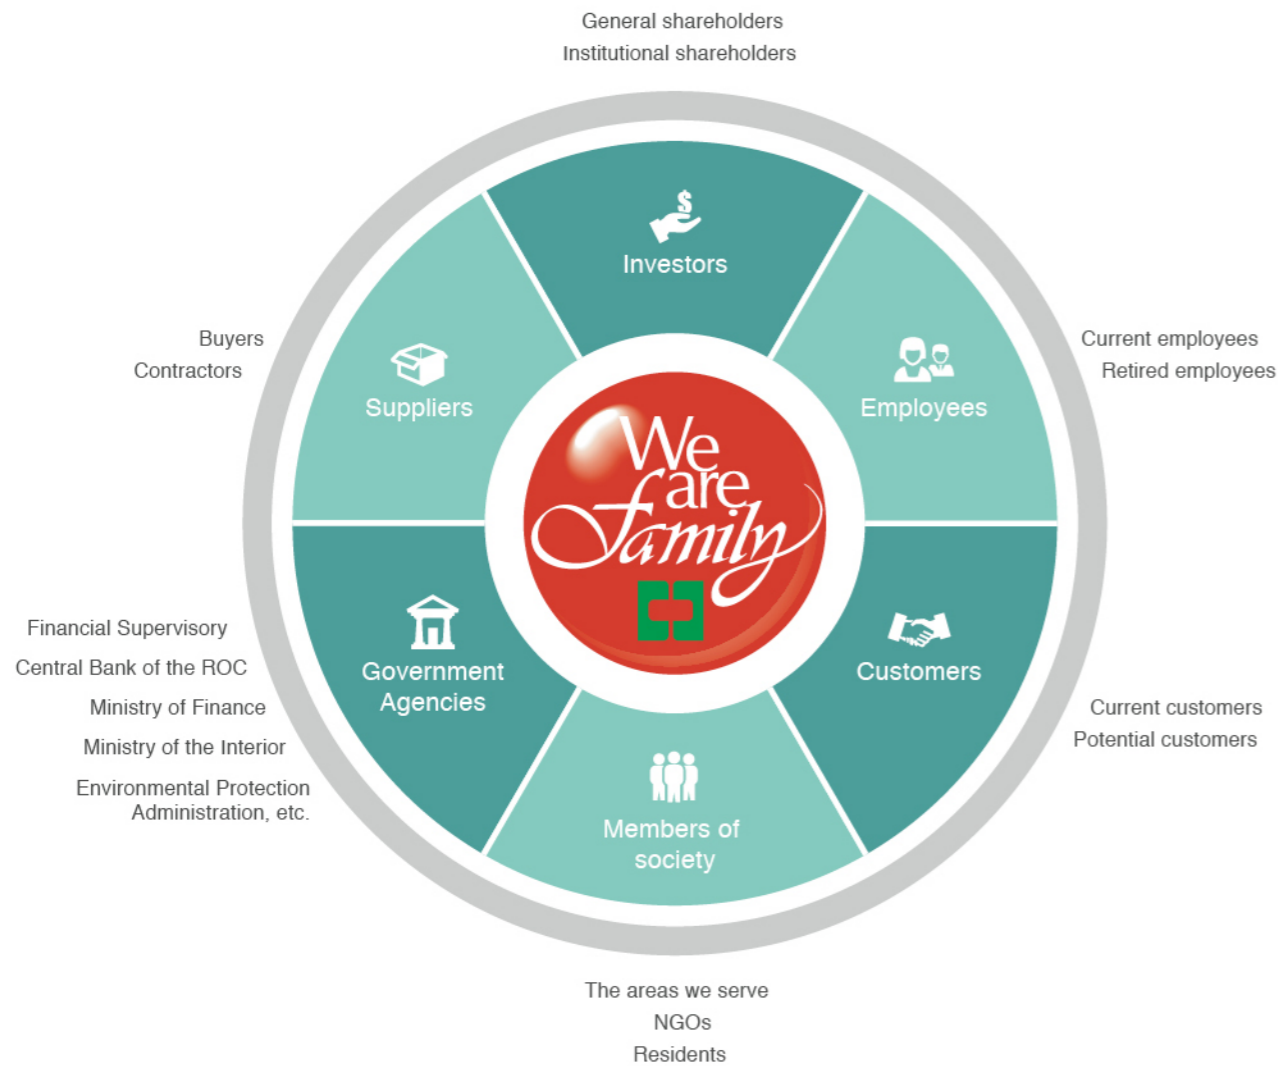 General shareholders
Institutional shareholders
Investors
Buyers
Contractors
Suppliers
Current employees
Retired employees
Employees
We
are
Family
Financial Supervisory
Central Bank of the ROC
Ministry of Finance
Ministry of the Interior
Environmental Protection
Administration, etc.
Government
Agencies
Customers
Current customers
Potential customers
Members of
society
The areas we serve
NGOs
Residents